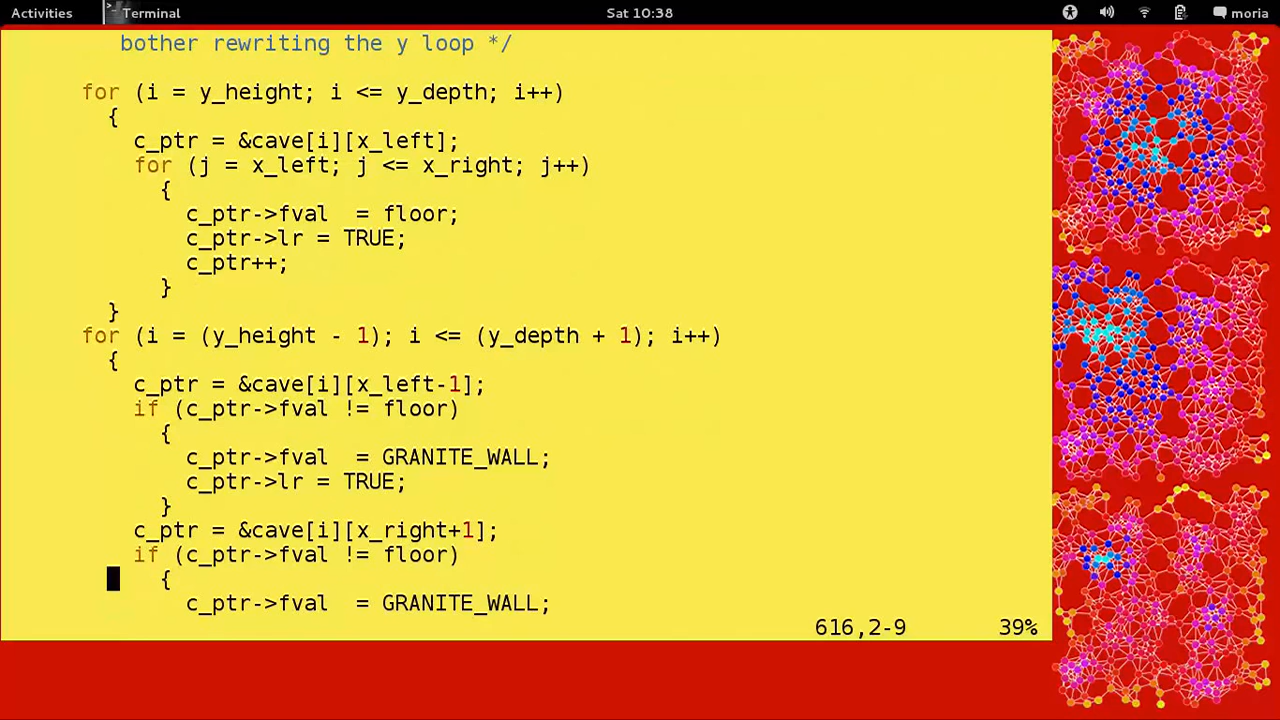 Activities Terminal Sat 10:38 moria
bother rewriting the y loop */
for (i = y_height; i <= y_depth; i++)
{
c_ptr = &cave[i][x_left];
for (j = x_left; j <= x_right; j++)
{
c_ptr->fval  = floor;
c_ptr->lr = TRUE;
c_ptr++;
}
}
for (i = (y_height - 1); i <= (y_depth + 1); i++)
{
c_ptr = &cave[i][x_left-1];
if (c_ptr->fval != floor)
{
c_ptr->fval  = GRANITE_WALL;
c_ptr->lr = TRUE;
}
c_ptr = &cave[i][x_right+1];
if (c_ptr->fval != floor)
{
c_ptr->fval  = GRANITE_WALL;
616,2-9 39%